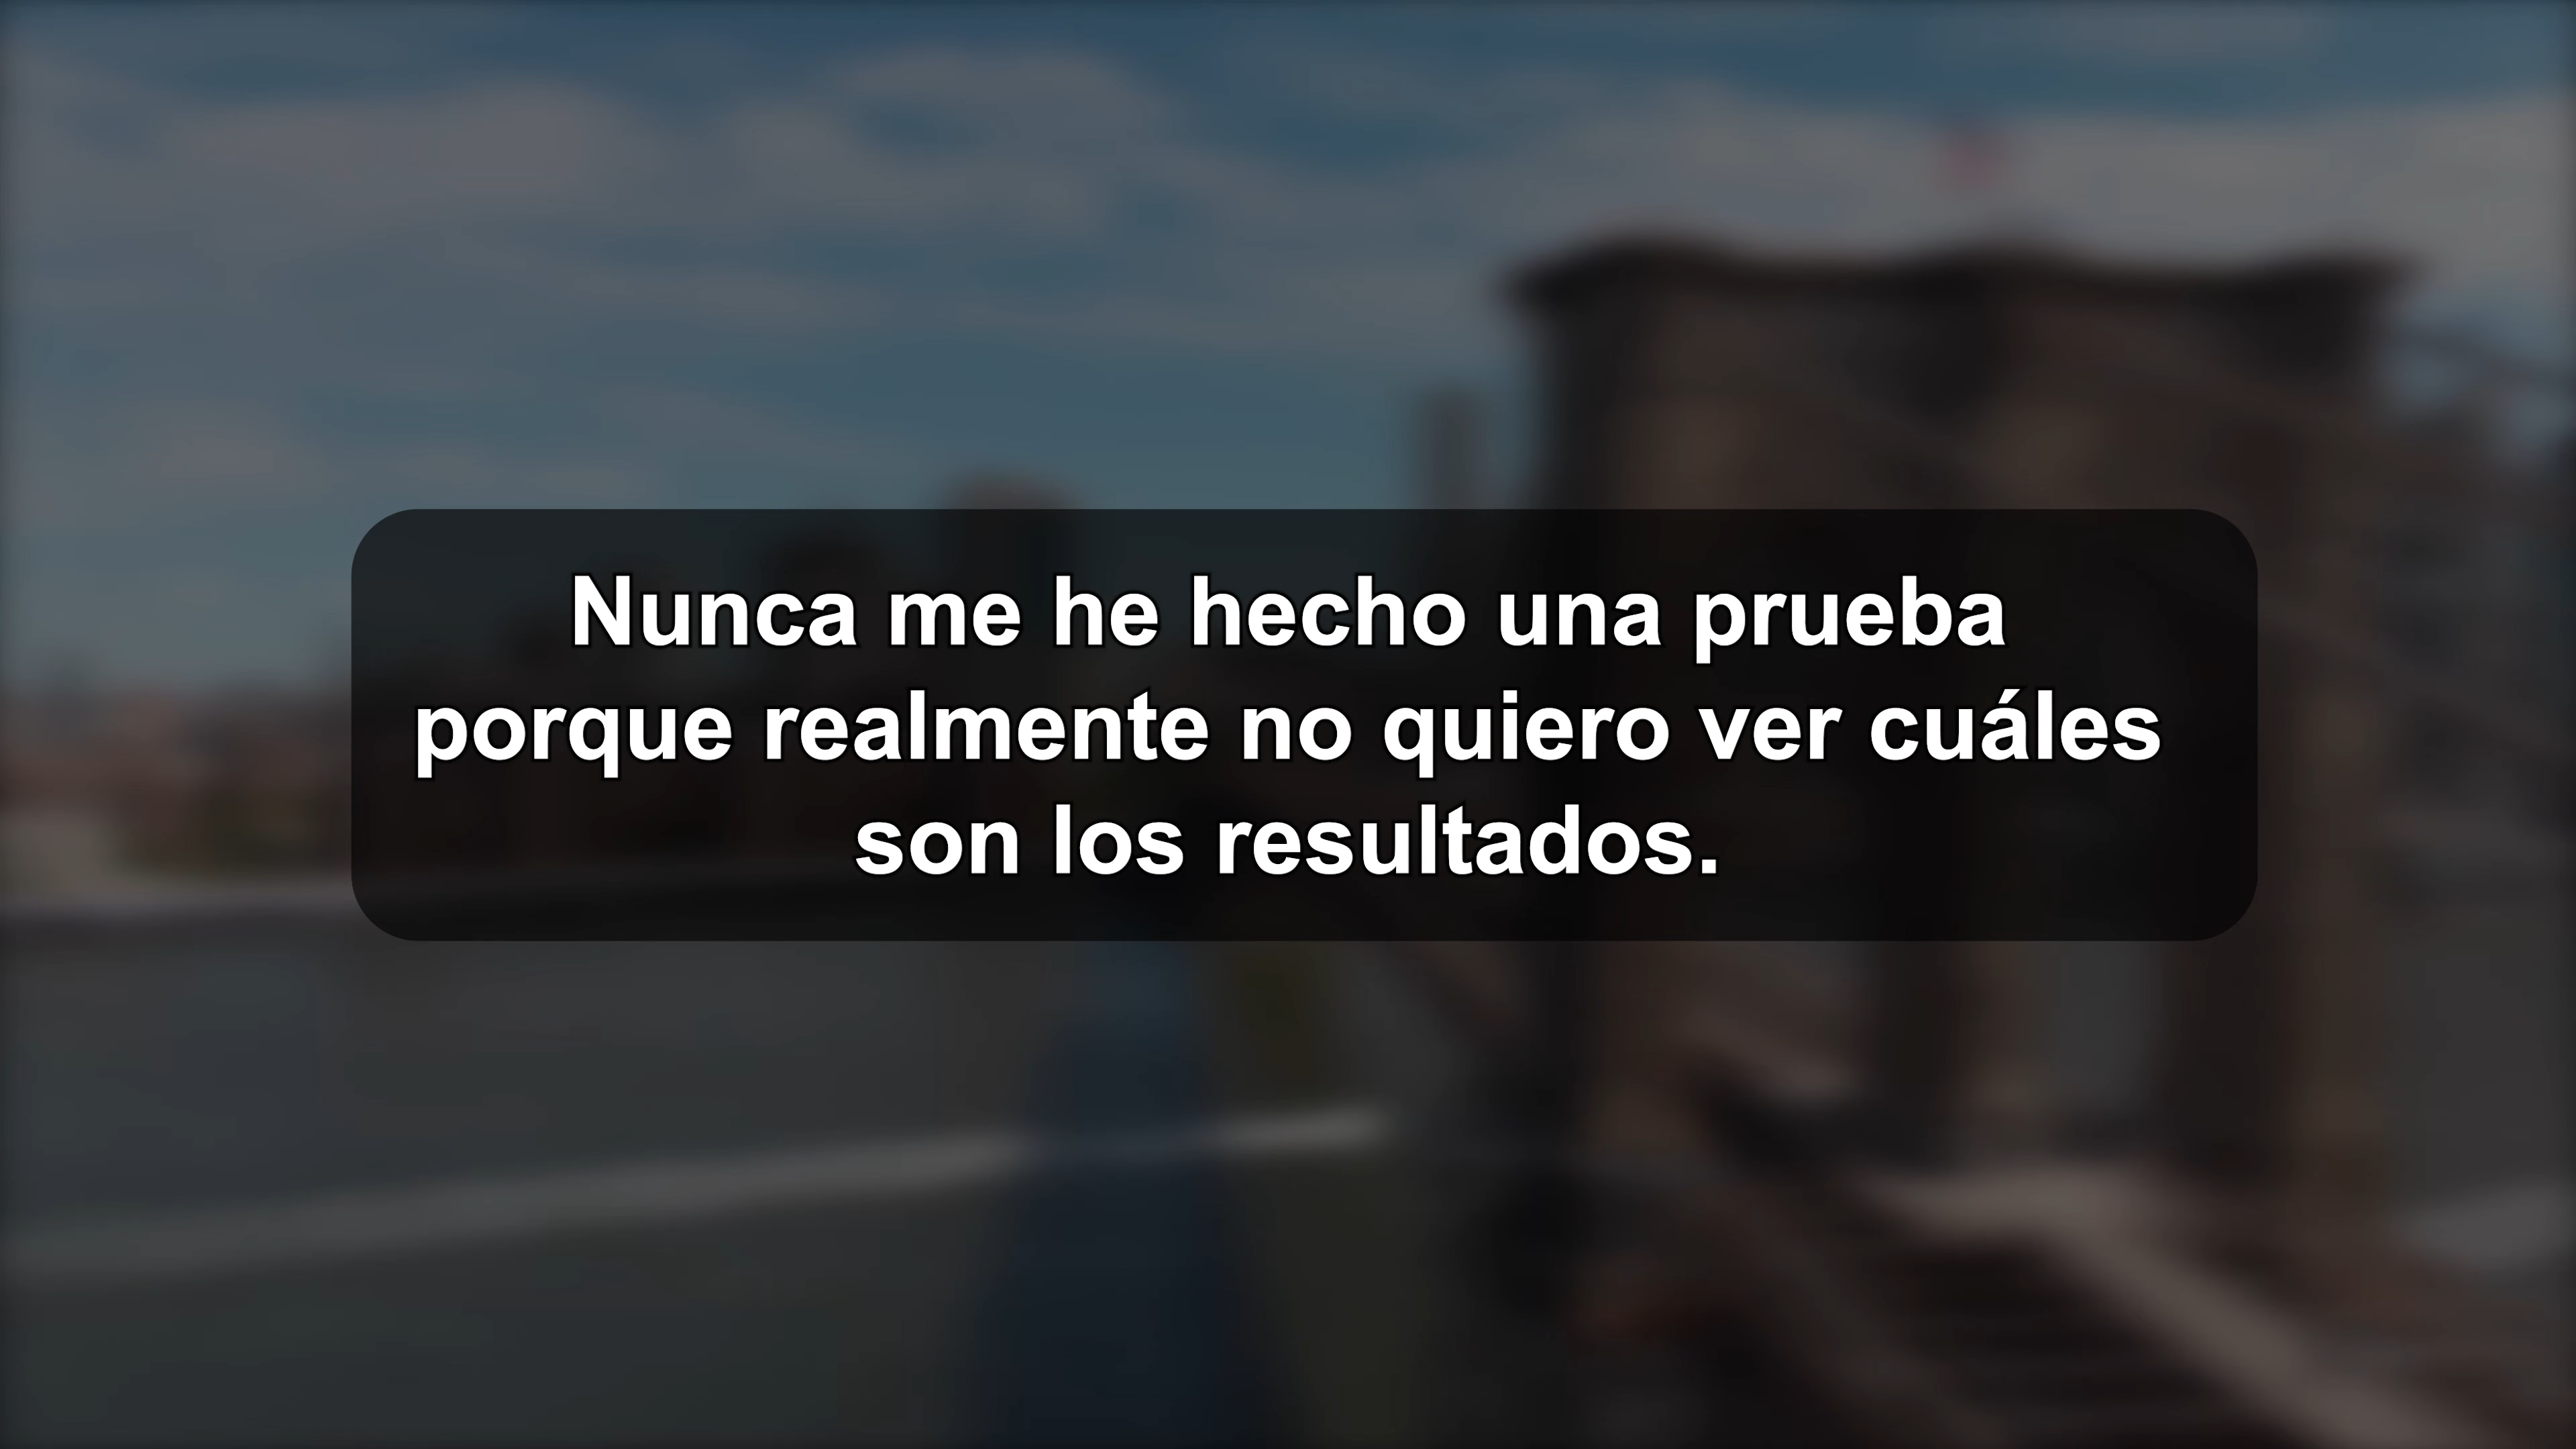 Nunca me he hecho una prueba
porque realmente no quiero ver cuáles
son los resultados.